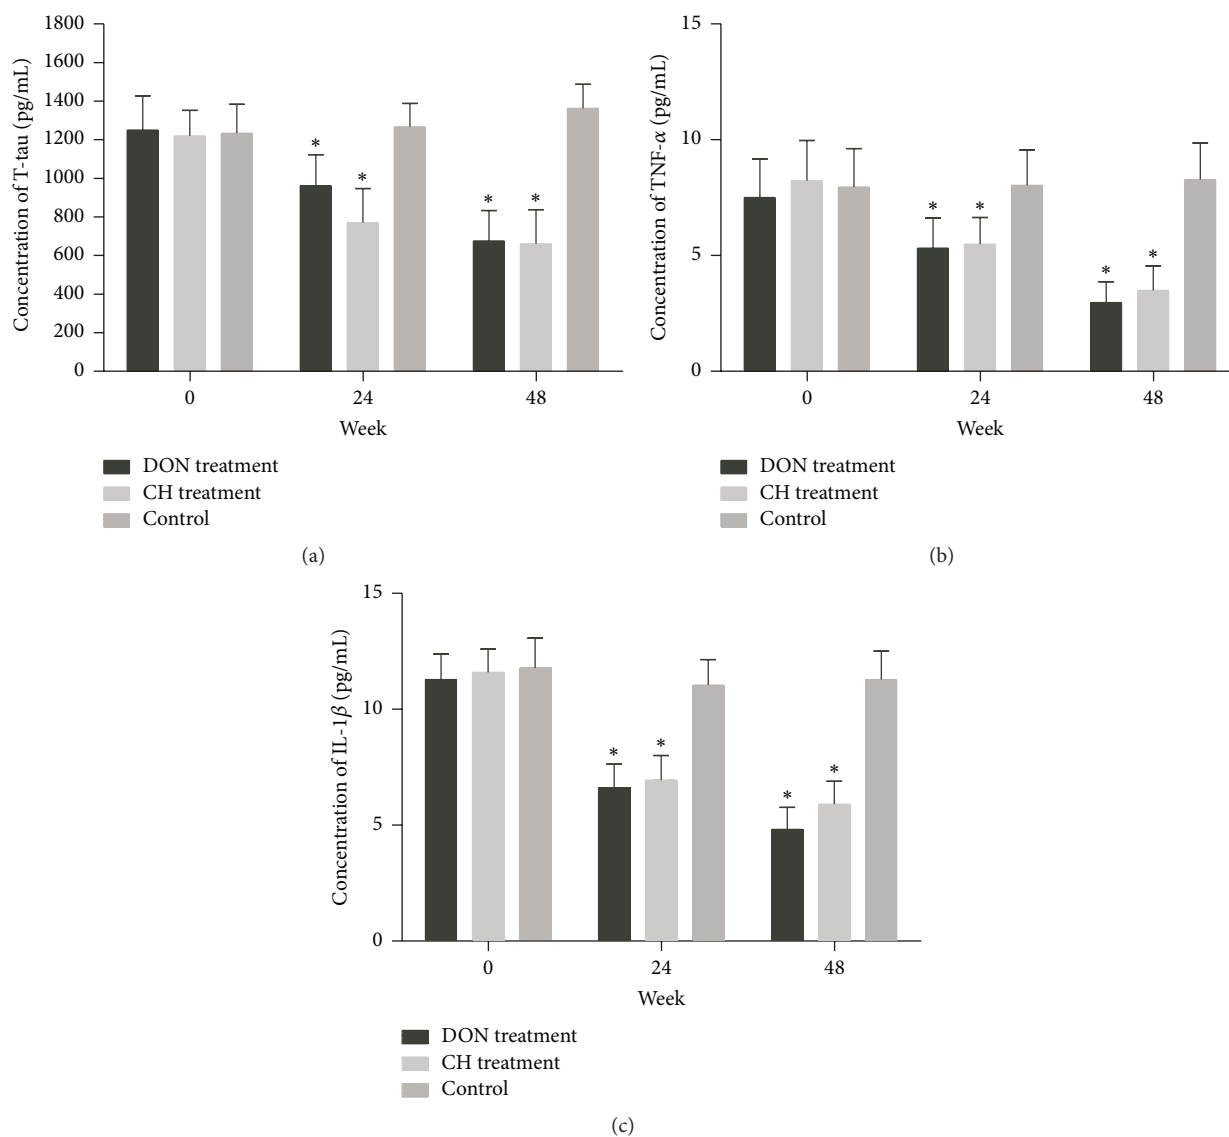 1800
1600
1400
1200
1000
800
600
400
200
0
Concentration of T-tau (pg/mL)
* * * *
0 24 48
Week
DON treatment
CH treatment
Control
(a)
15
10
5
0
Concentration of TNF-α (pg/mL)
* * * *
0 24 48
Week
DON treatment
CH treatment
Control
(b)
15
10
5
0
Concentration of IL-1β (pg/mL)
* * * *
0 24 48
Week
DON treatment
CH treatment
Control
(c)